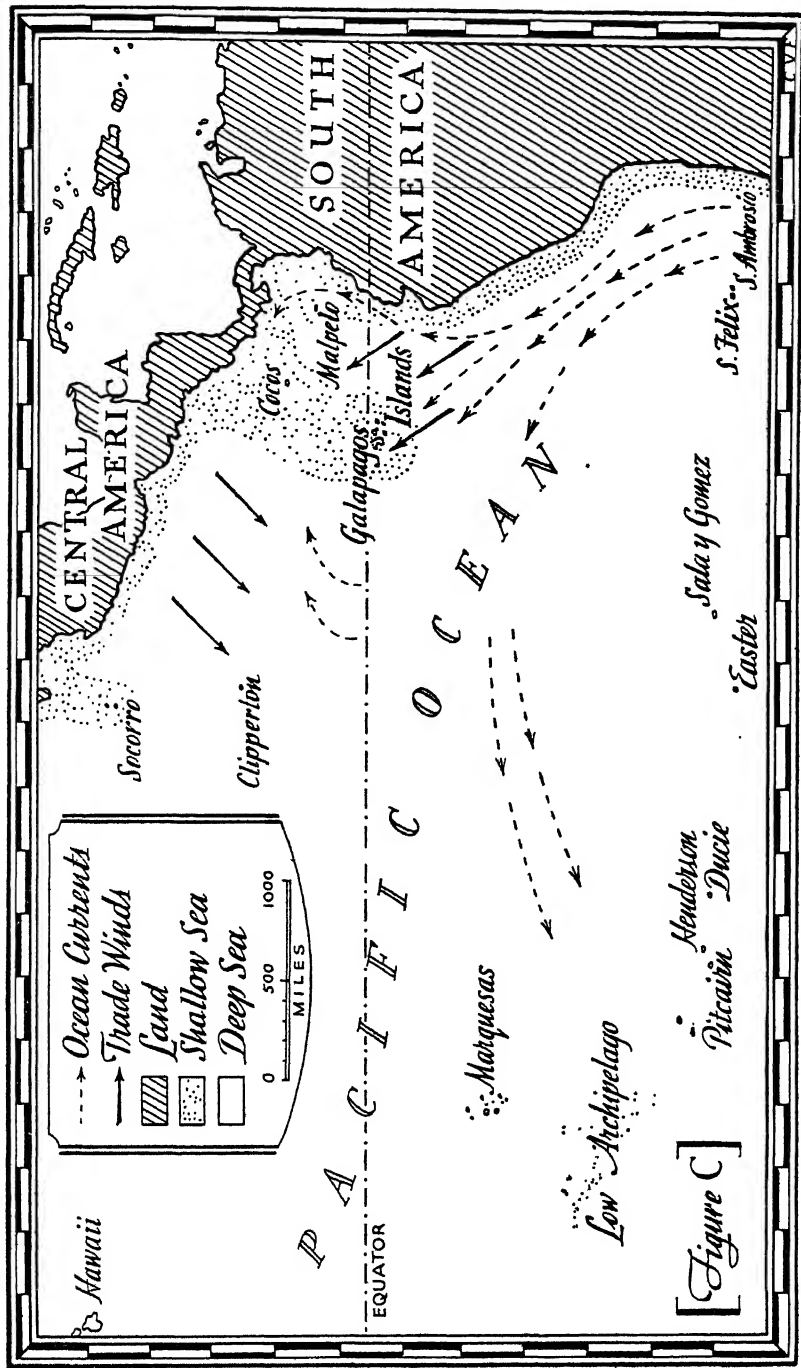 Hawaii
Ocean Currents
Trade Winds
Land
Shallow Sea
Deep Sea
0 500 1000
MILES
Socorro
Clipperton
CENTRAL
AMERICA
Cocos
Malpelo
Galapagos
Islands
SOUTH
AMERICA
PACIFIC OCEAN
EQUATOR
Marquesas
Low Archipelago
Pitcairn
Henderson
Ducie
Easter
Sala y Gomez
S. Felix
S. Ambrosio
[Figure C]